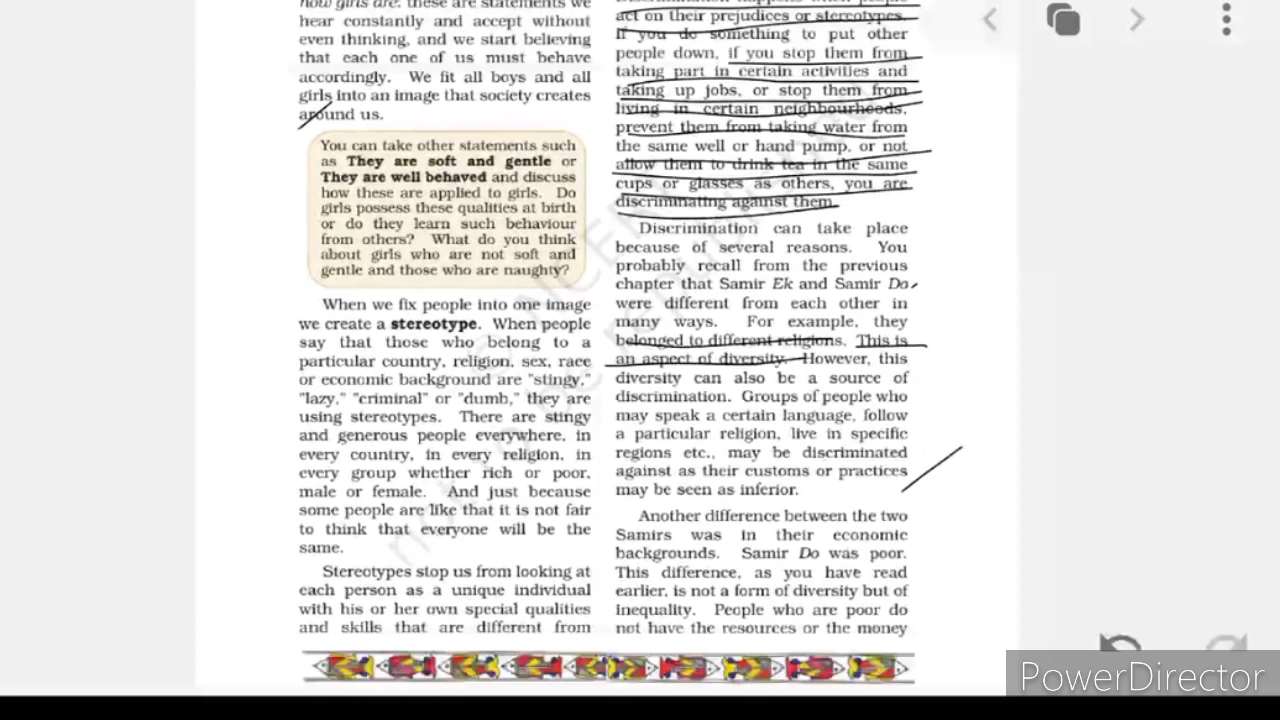 now girls are: these are statements we
hear constantly and accept without
even thinking, and we start believing
that each one of us must behave
accordingly. We fit all boys and all
girls into an image that society creates
around us.
You can take other statements such
as They are soft and gentle or
They are well behaved and discuss
how these are applied to girls. Do
girls possess these qualities at birth
or do they learn such behaviour
from others? What do you think
about girls who are not soft and
gentle and those who are naughty?
When we fix people into one image
we create a stereotype. When people
say that those who belong to a
particular country, religion, sex, race
or economic background are "stingy,"
"lazy," "criminal" or "dumb," they are
using stereotypes. There are stingy
and generous people everywhere, in
every country, in every religion, in
every group whether rich or poor,
male or female. And just because
some people are like that it is not fair
to think that everyone will be the
same.
Stereotypes stop us from looking at
each person as a unique individual
with his or her own special qualities
and skills that are different from
Discrimination happens when people
act on their prejudices or stereotypes.
If you do something to put other
people down, if you stop them from
taking part in certain activities and
taking up jobs, or stop them from
living in certain neighbourhoods,
prevent them from taking water from
the same well or hand pump, or not
allow them to drink tea in the same
cups or glasses as others, you are
discriminating against them.
Discrimination can take place
because of several reasons. You
probably recall from the previous
chapter that Samir Ek and Samir Do
were different from each other in
many ways. For example, they
belonged to different religions. This is
an aspect of diversity. However, this
diversity can also be a source of
discrimination. Groups of people who
may speak a certain language, follow
a particular religion, live in specific
regions etc., may be discriminated
against as their customs or practices
may be seen as inferior.
Another difference between the two
Samirs was in their economic
backgrounds. Samir Do was poor.
This difference, as you have read
earlier, is not a form of diversity but of
inequality. People who are poor do
not have the resources or the money
PowerDirector